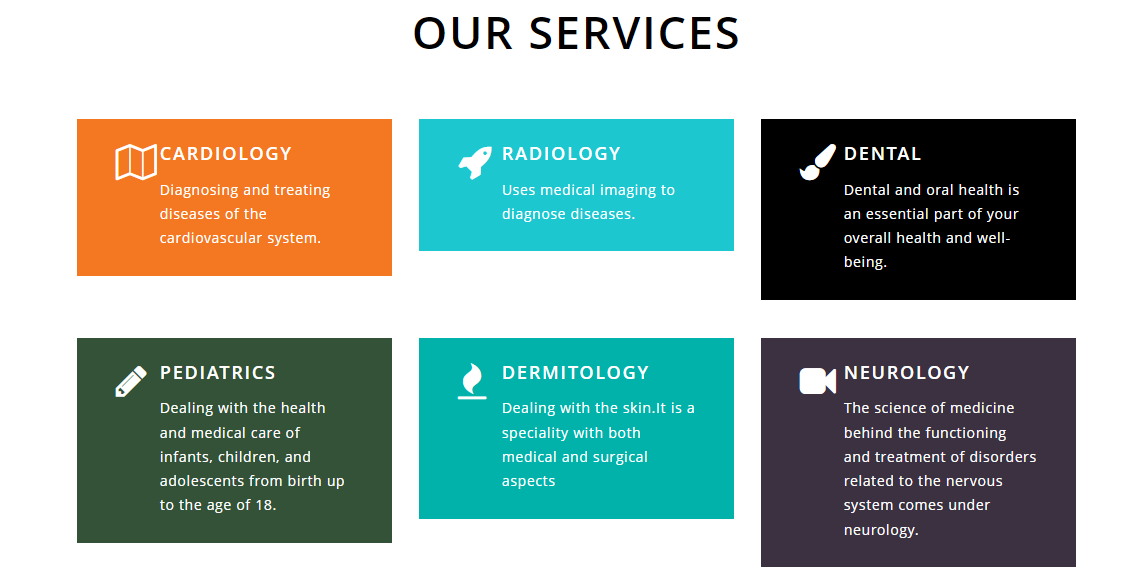 OUR SERVICES
CARDIOLOGY
Diagnosing and treating
diseases of the
cardiovascular system.
RADIOLOGY
Uses medical imaging to
diagnose diseases.
DENTAL
Dental and oral health is
an essential part of your
overall health and well-
being.
PEDIATRICS
Dealing with the health
and medical care of
infants, children, and
adolescents from birth up
to the age of 18.
DERMITOLOGY
Dealing with the skin.It is a
speciality with both
medical and surgical
aspects
NEUROLOGY
The science of medicine
behind the functioning
and treatment of disorders
related to the nervous
system comes under
neurology.